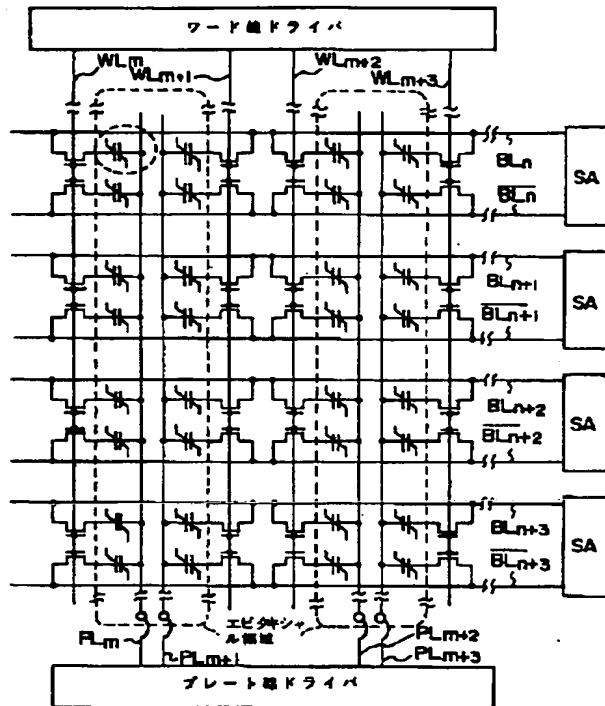 ワード線ドライバ
WLm
WLm+1
WLm+2
WLm+3
BLn
BLn
SA
BLn+1
BLn+1
SA
BLn+2
BLn+2
SA
BLn+3
BLn+3
SA
エピタキシャ
ル領域
PLm
PLm+1
PLm+2
PLm+3
プレート線ドライバ